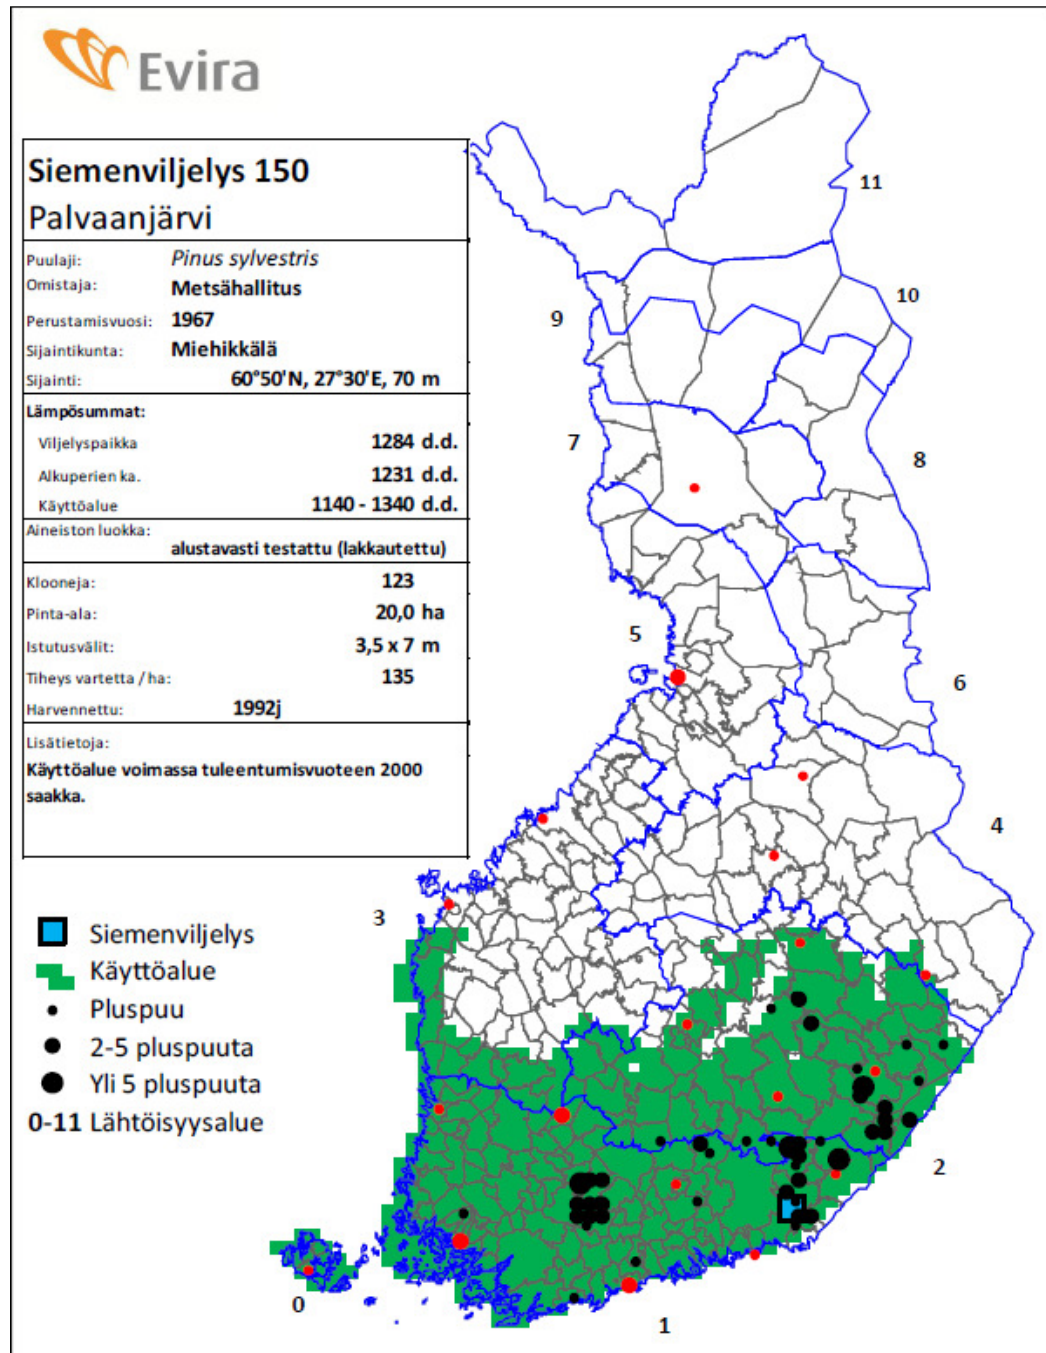 Evira
Siemenviljelys 150
Palvaanjärvi
Puulaji: Pinus sylvestris
Omistaja: Metsähallitus
Perustamisvuosi: 1967
Sijaintikunta: Miehikkälä
Sijainti: 60°50'N, 27°30'E, 70 m
Lämpösummat:
Viljelyspaikka 1284 d.d.
Alkuperien ka. 1231 d.d.
Käyttöalue 1140 - 1340 d.d.
Aineiston luokka:
alustavasti testattu (lakkautettu)
Klooneja: 123
Pinta-ala: 20,0 ha
Istutusvälit: 3,5 x 7 m
Tiheys vartetta / ha: 135
Harvennettu: 1992j
Lisätietoja:
Käyttöalue voimassa tuleentumisvuoteen 2000
saakka.
Siemenviljelys
Käyttöalue
Pluspuu
2-5 pluspuuta
Yli 5 pluspuuta
0-11 Lähtöisyysalue
11
10
9
7
8
5
6
4
3
2
0
1